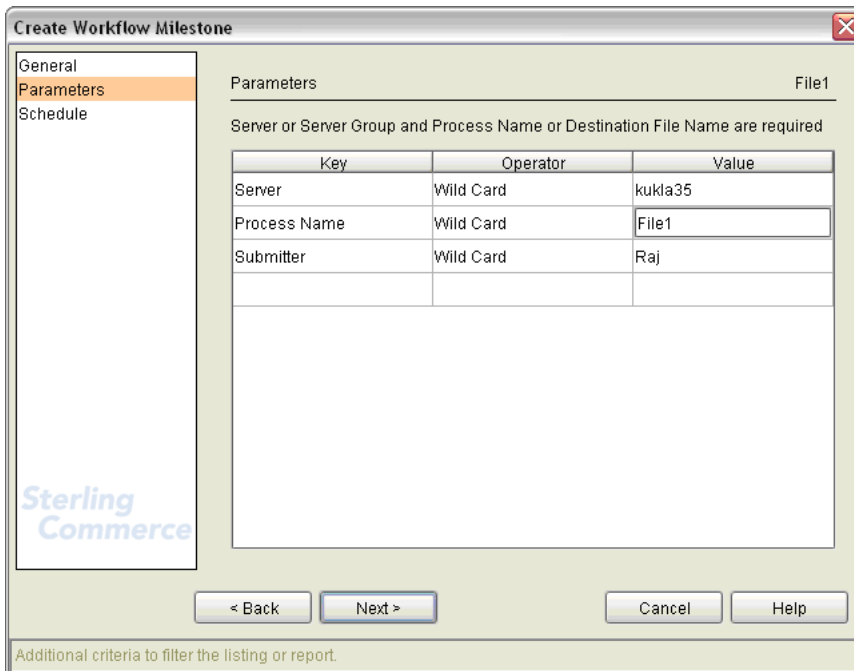 Create Workflow Milestone
General
Parameters
Schedule
Parameters File1
Server or Server Group and Process Name or Destination File Name are required
Key Operator Value
Server Wild Card kukla35
Process Name Wild Card File1
Submitter Wild Card Raj
Sterling
Commerce
< Back Next > Cancel Help
Additional criteria to filter the listing or report.